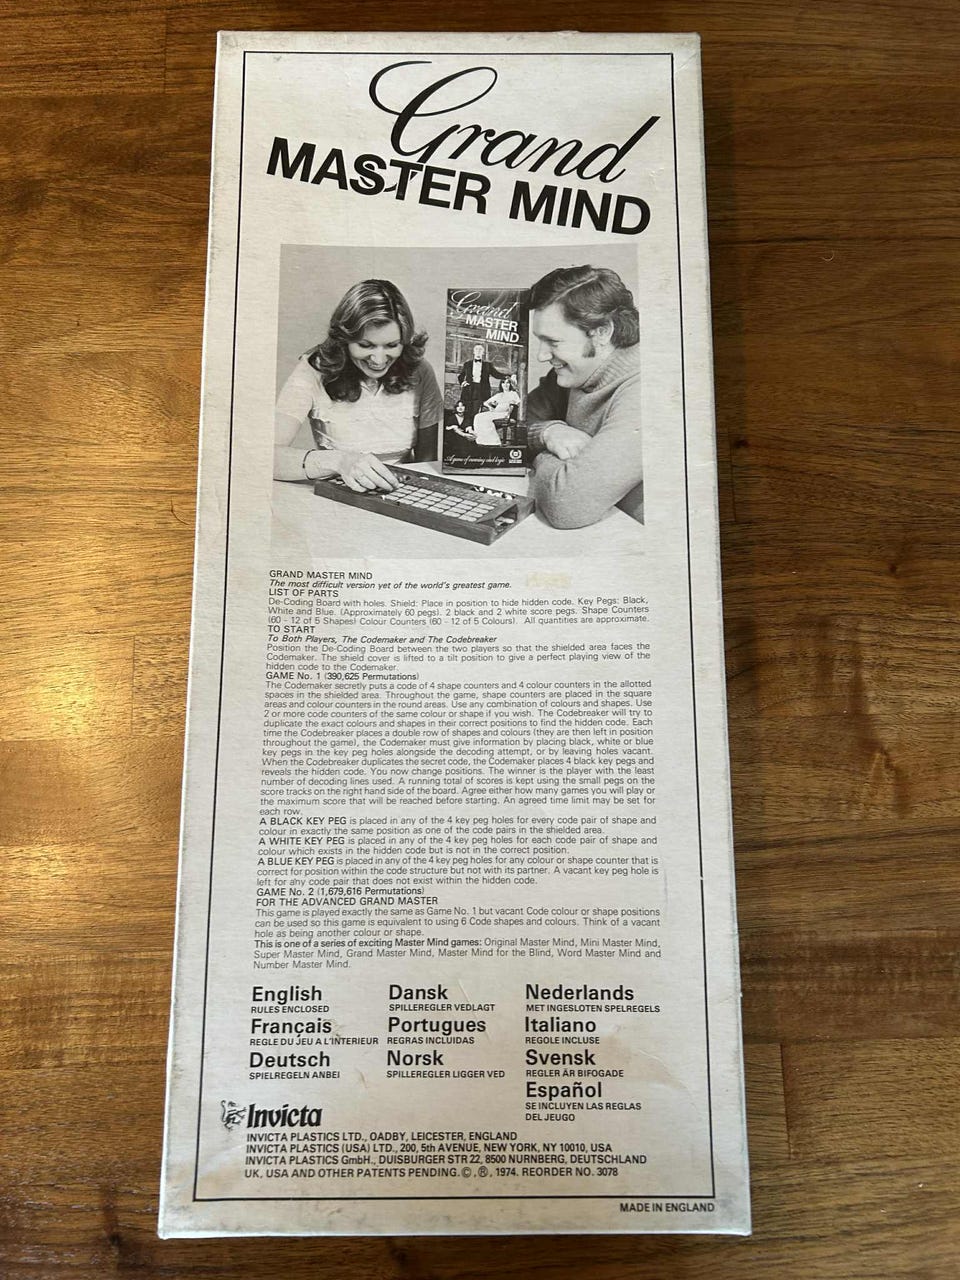 Grand
MASTER MIND
Grand
MASTER
MIND
A game of cunning and logic
GRAND MASTER MIND
The most difficult version yet of the world's greatest game.
LIST OF PARTS
De-Coding Board with holes. Shield: Place in position to hide hidden code. Key Pegs: Black,
White and Blue. (Approximately 60 pegs). 2 black and 2 white score pegs. Shape Counters
(60 - 12 of 5 Shapes) Colour Counters (60 - 12 of 5 Colours). All quantities are approximate.
TO START
To Both Players, The Codemaker and The Codebreaker
Position the De-Coding Board between the two players so that the shielded area faces the
Codemaker. The shield cover is lifted to a tilt position to give a perfect playing view of the
hidden code to the Codemaker.
GAME No. 1 (390,625 Permutations)
The Codemaker secretly puts a code of 4 shape counters and 4 colour counters in the allotted
spaces in the shielded area. Throughout the game, shape counters are placed in the square
areas and colour counters in the round areas. Use any combination of colours and shapes. Use
2 or more code counters of the same colour or shape if you wish. The Codebreaker will try to
duplicate the exact colours and shapes in their correct positions to find the hidden code. Each
time the Codebreaker places a double row of shapes and colours (they are then left in position
throughout the game), the Codemaker must give information by placing black, white or blue
key pegs in the key peg holes alongside the decoding attempt, or by leaving holes vacant.
When the Codebreaker duplicates the secret code, the Codemaker places 4 black key pegs and
reveals the hidden code. You now change positions. The winner is the player with the least
number of decoding lines used. A running total of scores is kept using the small pegs on the
score tracks on the right hand side of the board. Agree either how many games you will play or
the maximum score that will be reached before starting. An agreed time limit may be set for
each row.
A BLACK KEY PEG is placed in any of the 4 key peg holes for every code pair of shape and
colour in exactly the same position as one of the code pairs in the shielded area.
A WHITE KEY PEG is placed in any of the 4 key peg holes for each code pair of shape and
colour which exists in the hidden code but is not in the correct position.
A BLUE KEY PEG is placed in any of the 4 key peg holes for any colour or shape counter that is
correct for position within the code structure but not with its partner. A vacant key peg hole is
left for any code pair that does not exist within the hidden code.
GAME No. 2 (1,679,616 Permutations)
FOR THE ADVANCED GRAND MASTER
This game is played exactly the same as Game No. 1 but vacant Code colour or shape positions
can be used so this game is equivalent to using 6 Code shapes and colours. Think of a vacant
hole as being another colour or shape.
This is one of a series of exciting Master Mind games: Original Master Mind, Mini Master Mind,
Super Master Mind, Grand Master Mind, Master Mind for the Blind, Word Master Mind and
Number Master Mind.
English
RULES ENCLOSED
Français
REGLE DU JEU A L'INTERIEUR
Deutsch
SPIELREGELN ANBEI
Dansk
SPILLEREGLER VEDLAGT
Portugues
REGRAS INCLUIDAS
Norsk
SPILLEREGLER LIGGER VED
Nederlands
MET INGESLOTEN SPELREGELS
Italiano
REGOLE INCLUSE
Svensk
REGLER ÄR BIFOGADE
Español
SE INCLUYEN LAS REGLAS
DEL JEUGO
Invicta
INVICTA PLASTICS LTD., OADBY, LEICESTER, ENGLAND
INVICTA PLASTICS (USA) LTD., 200, 5th AVENUE, NEW YORK, NY 10010, USA
INVICTA PLASTICS GmbH., DUISBURGER STR 22, 8500 NURNBERG, DEUTSCHLAND
UK, USA AND OTHER PATENTS PENDING. ©, ®, 1974. REORDER NO. 3078
MADE IN ENGLAND